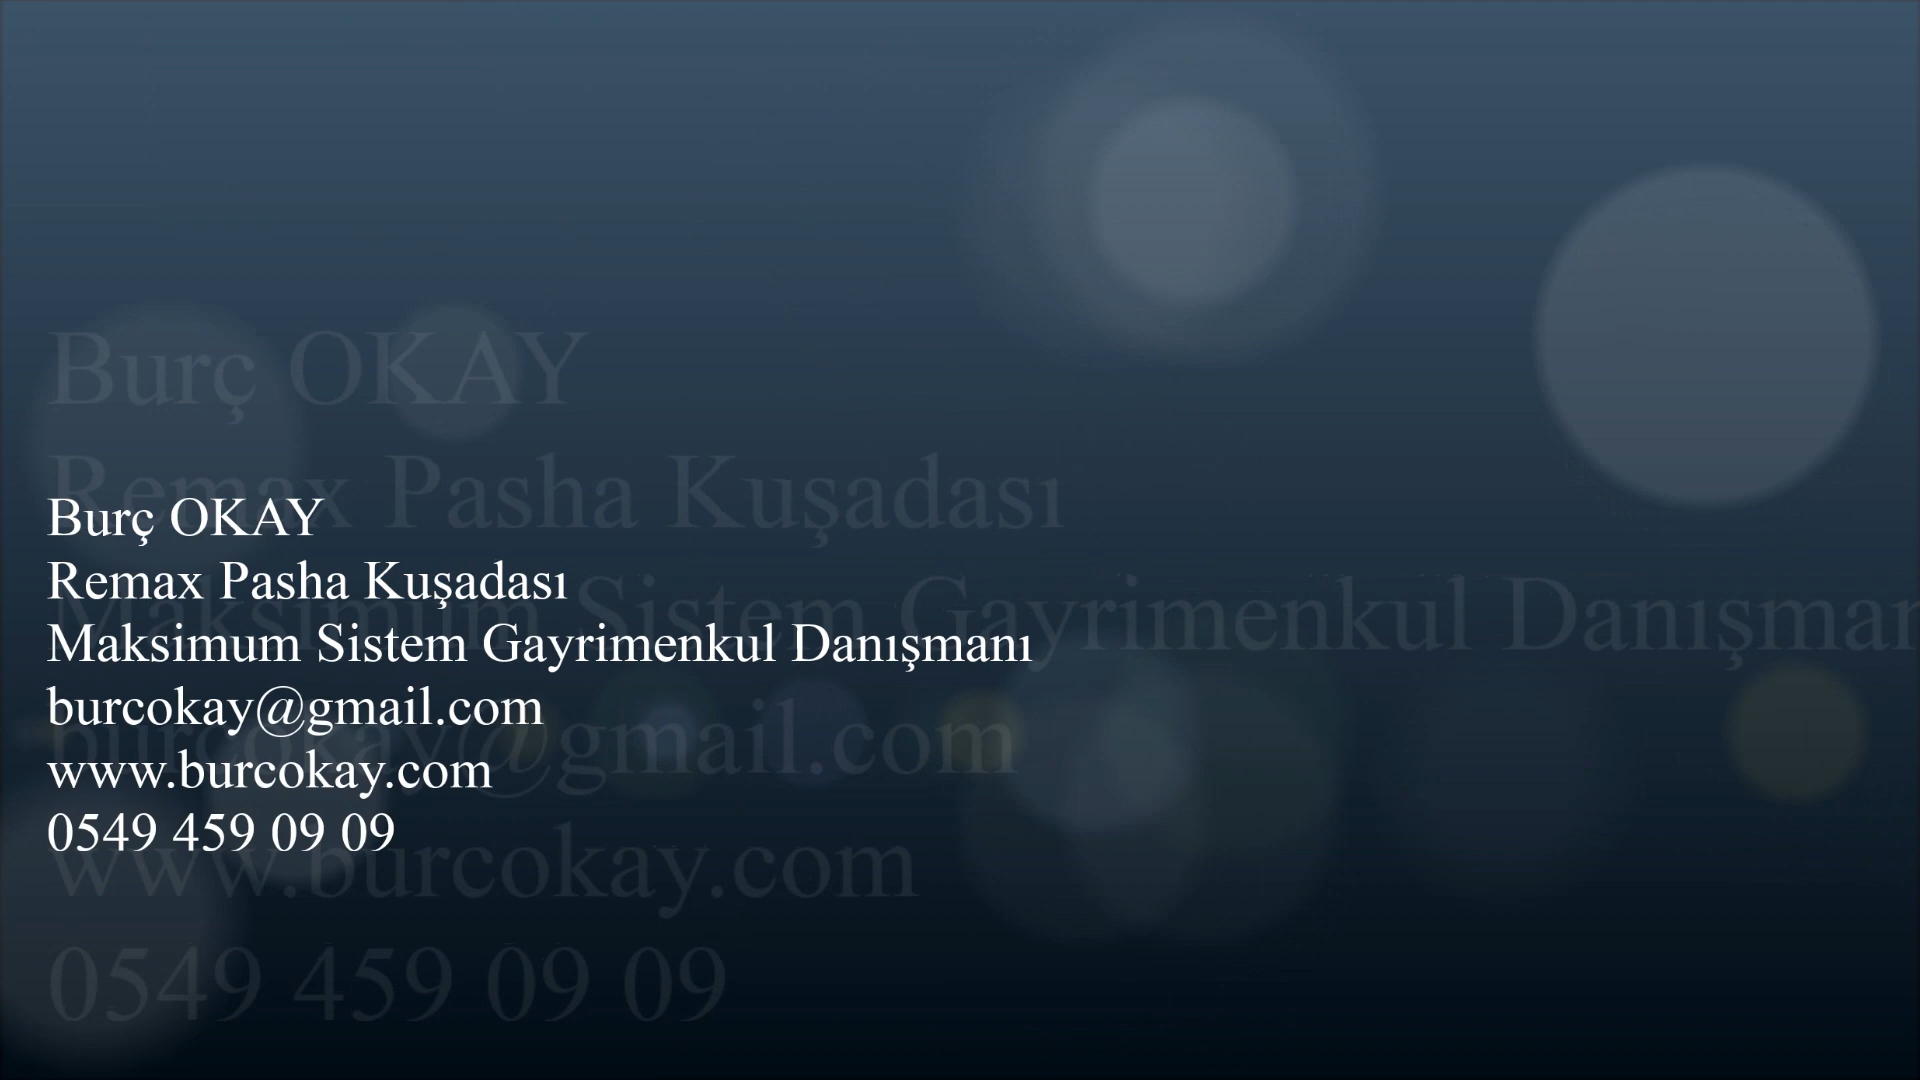 Burç OKAY
Remax Pasha Kuşadası
Maksimum Sistem Gayrimenkul Danışmanı
burcokay@gmail.com
www.burcokay.com
0549 459 09 09